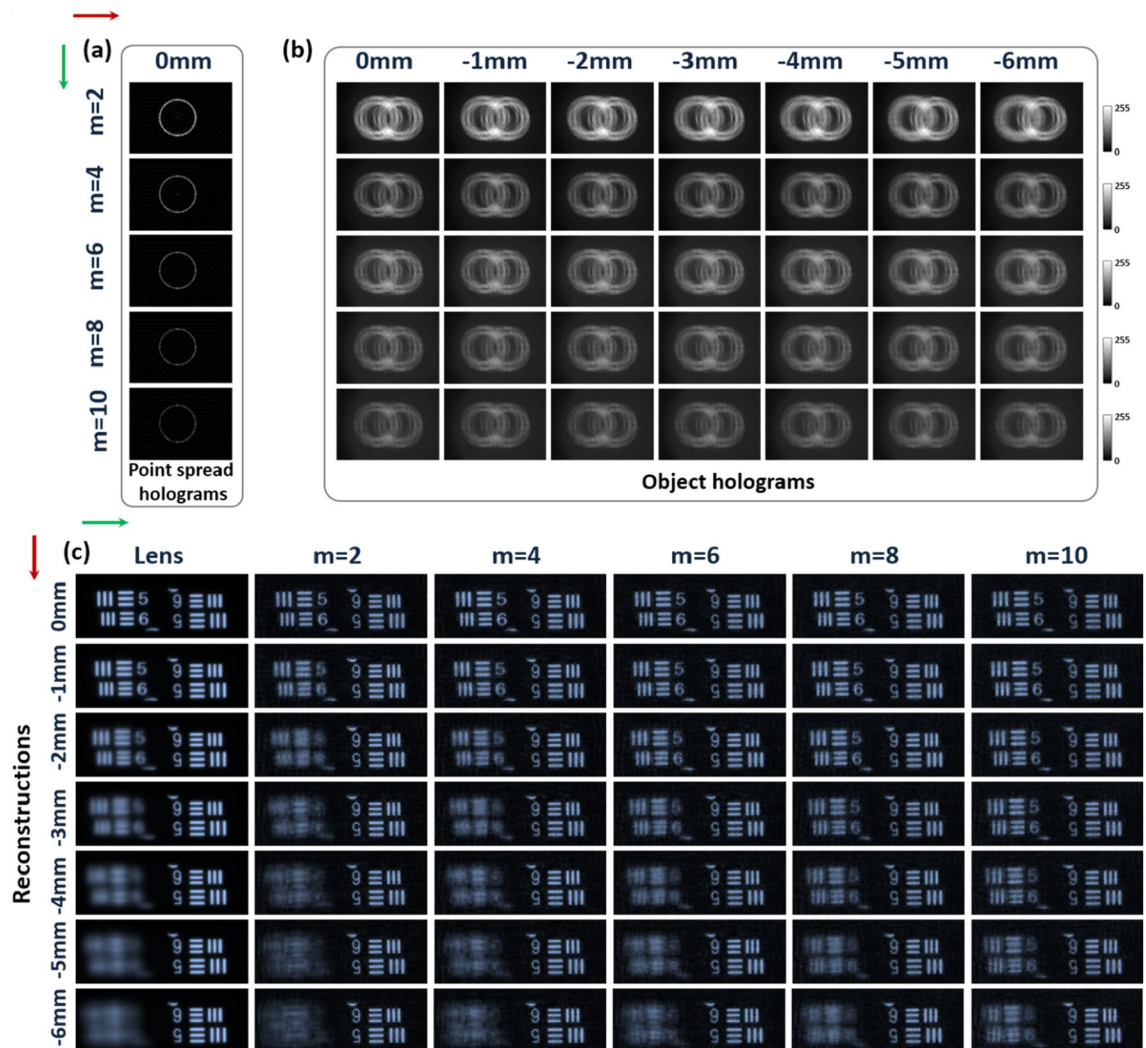 (a)
0mm
m=2
m=4
m=6
m=8
m=10
Point spread
holograms
(b)
0mm -1mm -2mm -3mm -4mm -5mm -6mm
255
0
255
0
255
0
255
0
255
0
Object holograms
(c)
Lens m=2 m=4 m=6 m=8 m=10
Reconstructions
0mm
-1mm
-2mm
-3mm
-4mm
-5mm
-6mm
5
6